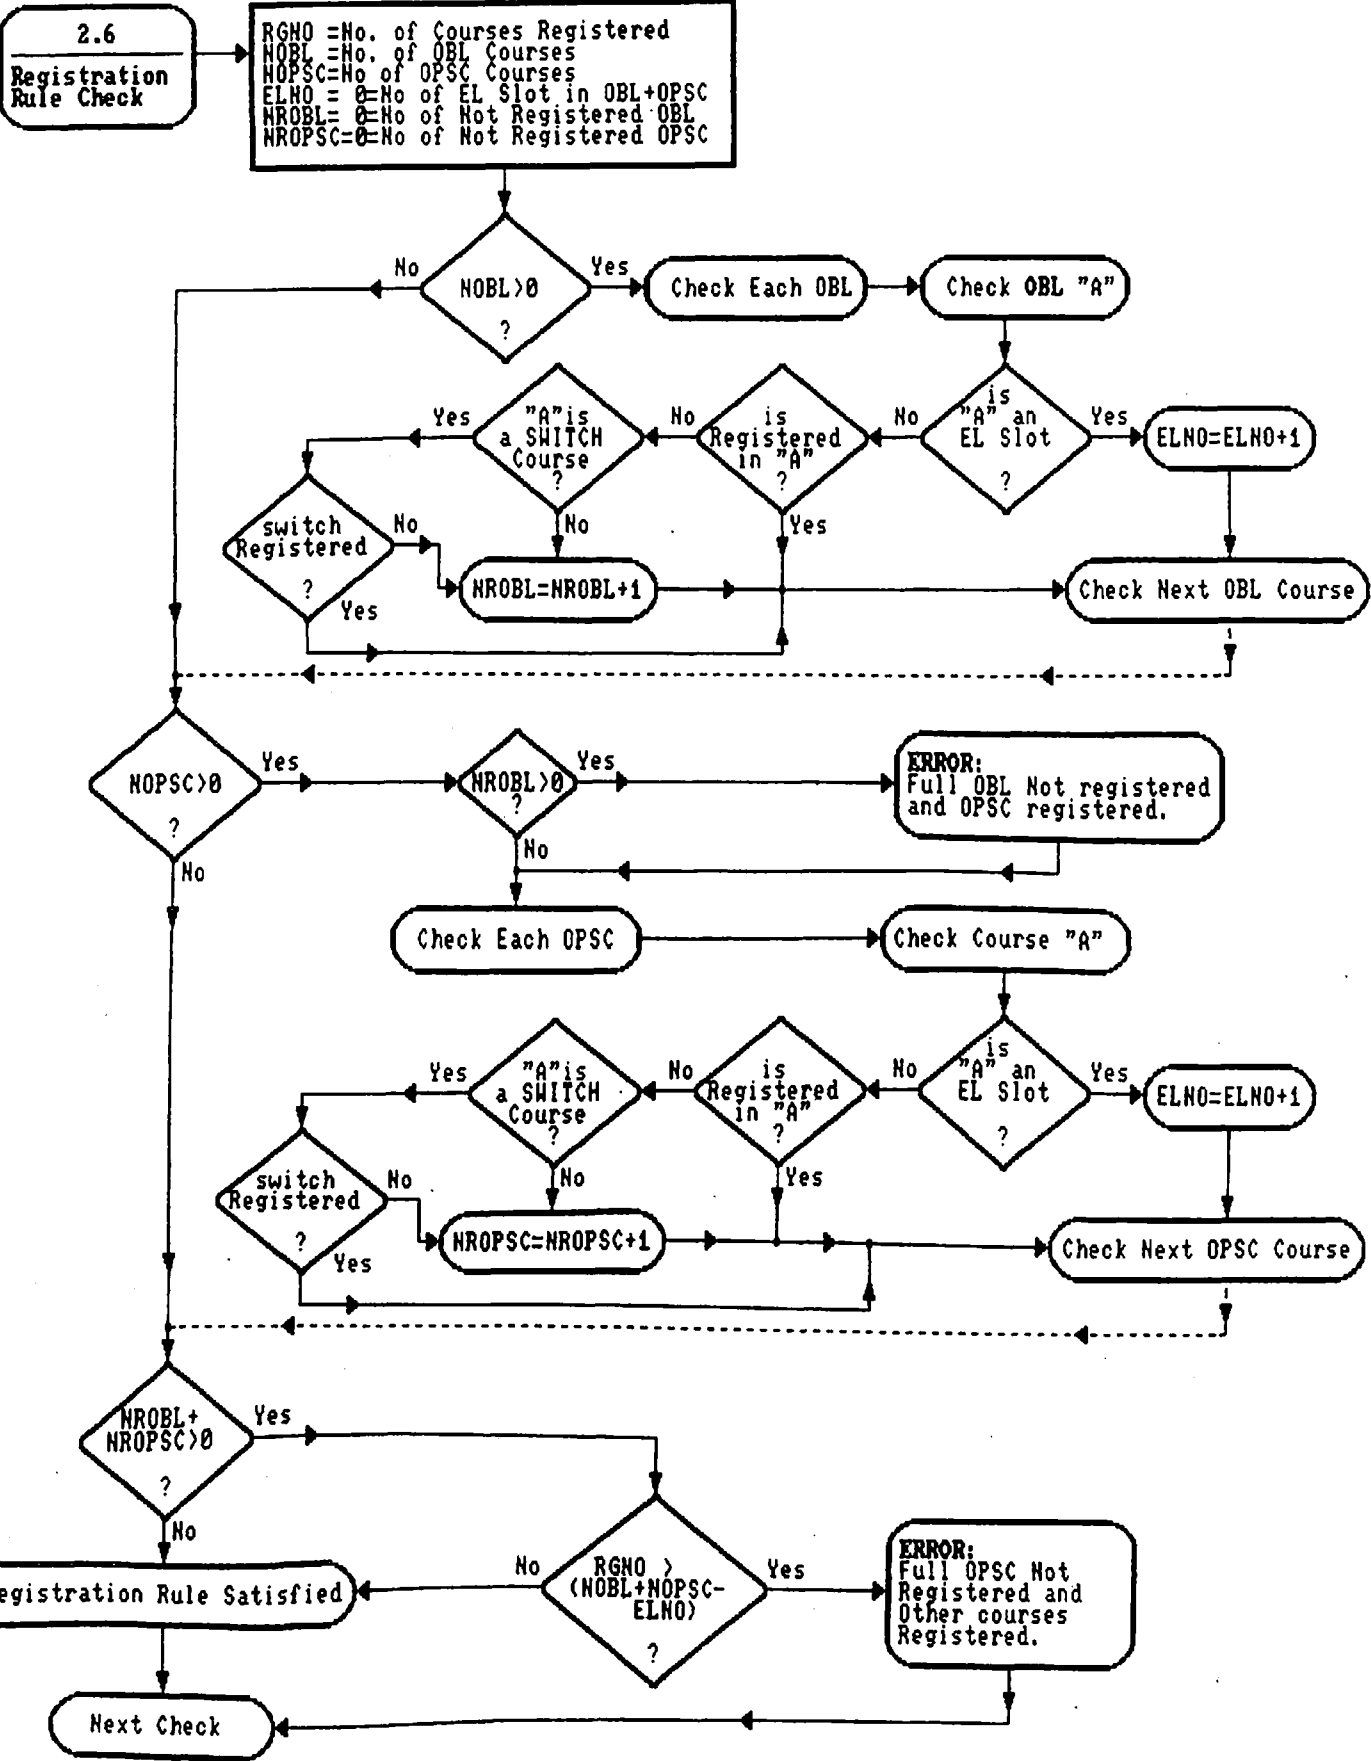 2.6
Registration
Rule Check
RGNO =No. of Courses Registered
NOBL =No. of OBL Courses
NOPSC=No of OPSC Courses
ELNO = 0=No of EL Slot in OBL+OPSC
NROBL= 0=No of Not Registered OBL
NROPSC=0=No of Not Registered OPSC
No
NOBL>0
?
Yes
Check Each OBL
Check OBL "A"
Yes
"A"is
a SWITCH
Course
?
No
is
Registered
in "A"
?
No
is
"A" an
EL Slot
?
Yes
ELNO=ELNO+1
switch
Registered
?
No
No
Yes
Yes
NROBL=NROBL+1
Check Next OBL Course
NOPSC>0
?
Yes
NROBL>0
?
Yes
ERROR:
Full OBL Not registered
and OPSC registered.
No
No
Check Each OPSC
Check Course "A"
Yes
"A"is
a SWITCH
Course
?
No
is
Registered
in "A"
?
No
is
"A" an
EL Slot
?
Yes
ELNO=ELNO+1
switch
Registered
?
No
No
Yes
Yes
NROPSC=NROPSC+1
Check Next OPSC Course
NROBL+
NROPSC>0
?
Yes
No
egistration Rule Satisfied
No
RGNO >
(NOBL+NOPSC-
ELNO)
?
Yes
ERROR:
Full OPSC Not
Registered and
Other courses
Registered.
Next Check